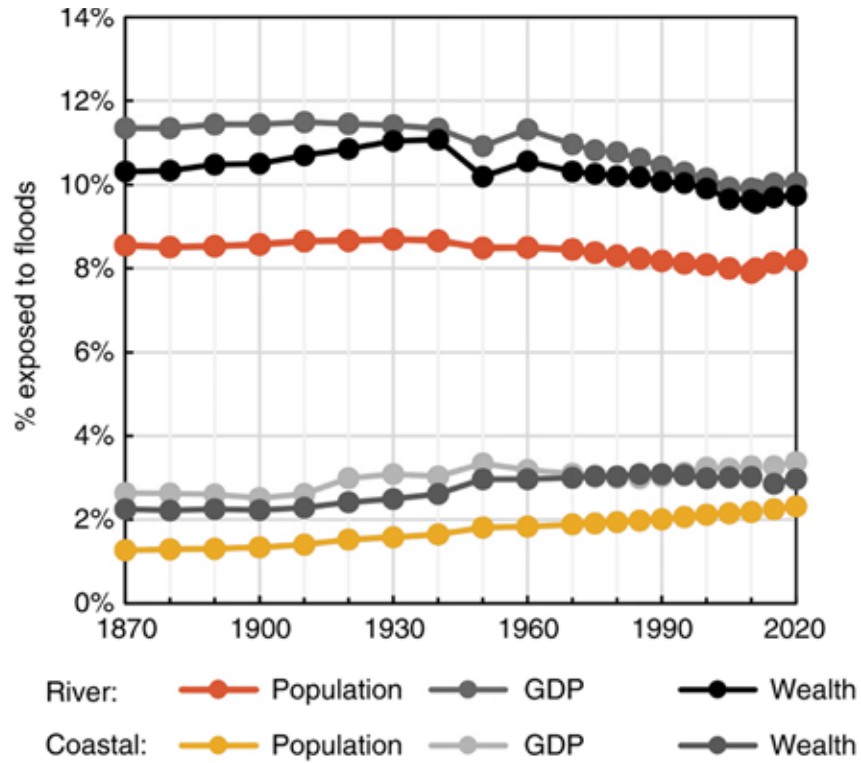 14%
12%
10%
8%
6%
4%
2%
0%
% exposed to floods
1870 1900 1930 1960 1990 2020
River: Population GDP Wealth
Coastal: Population GDP Wealth